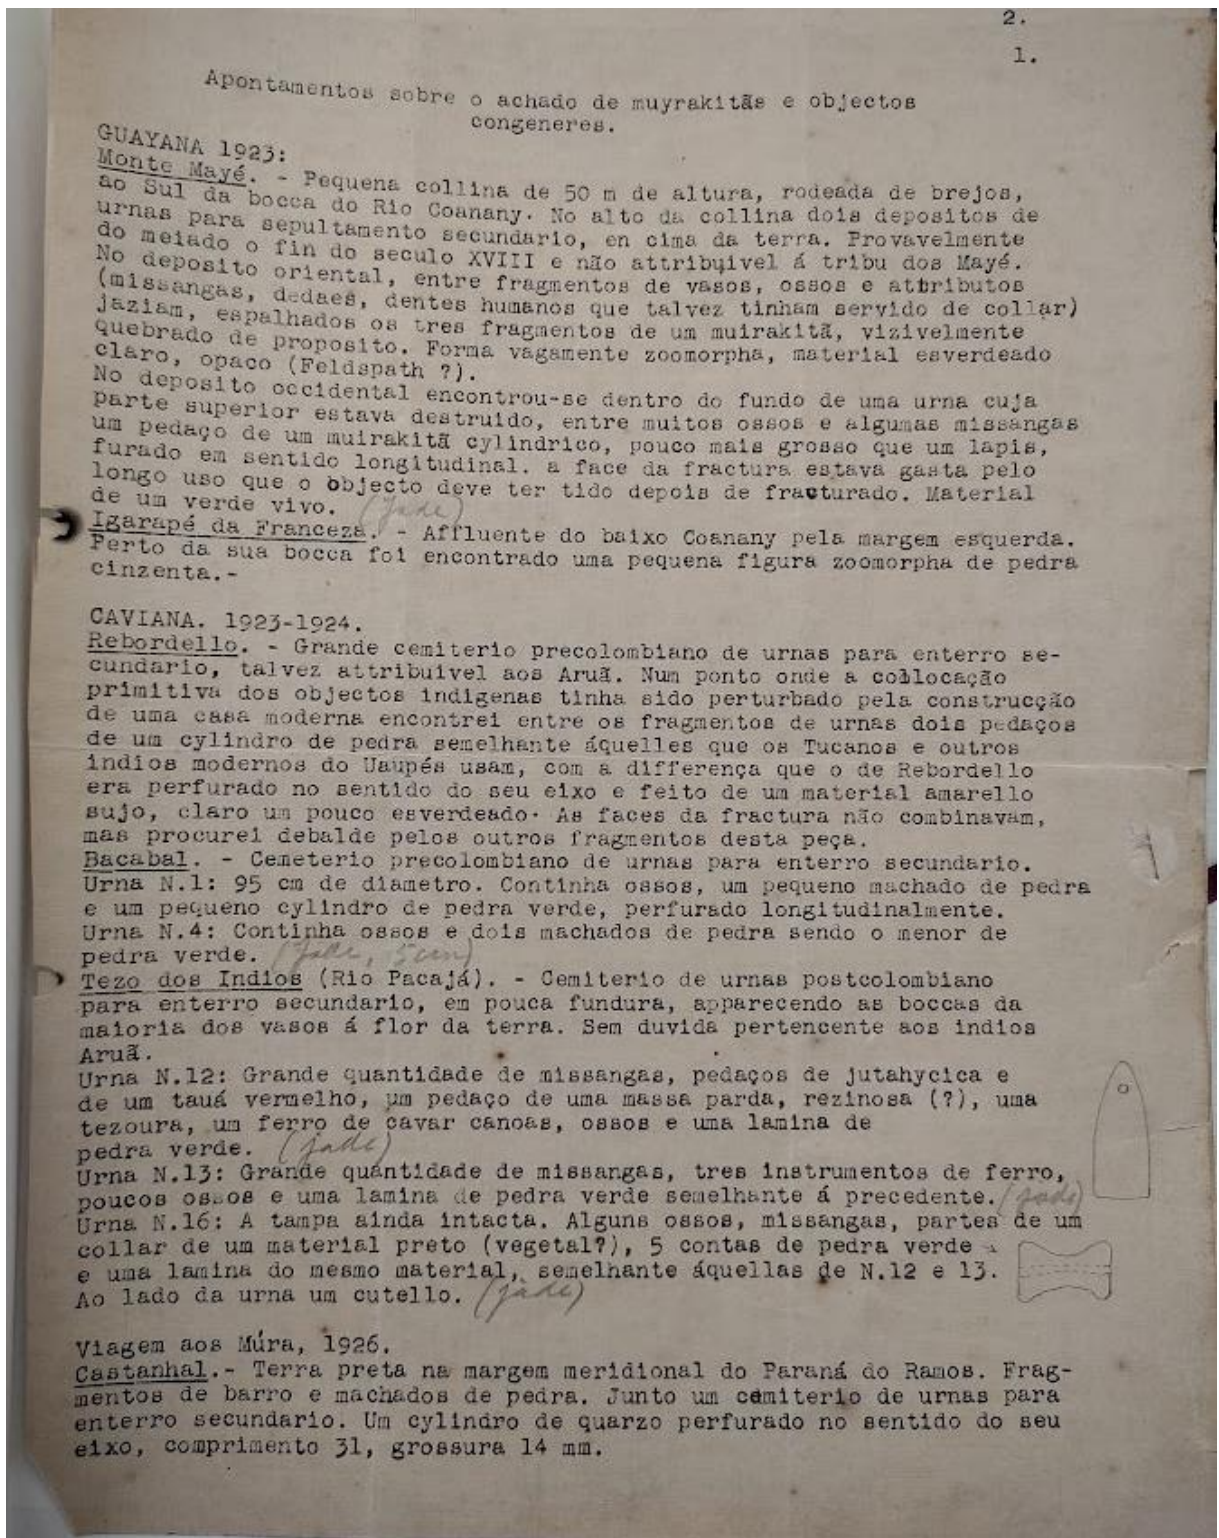 2.
1.
Apontamentos sobre o achado de muyrakitãs e objectos
congeneres.
GUAYANA 1923:
Monte Mayé. - Pequena collina de 50 m de altura, rodeada de brejos,
ao Sul da bocca do Rio Coanany. No alto da collina dois depositos de
urnas para sepultamento secundario, en cima da terra. Provavelmente
do meiado o fin do seculo XVIII e não attribuivel á tribu dos Mayé.
No deposito oriental, entre fragmentos de vasos, ossos e attributos
(missangas, dedaes, dentes humanos que talvez tinham servido de collar)
jaziam, espalhados os tres fragmentos de um muirakitã, vizivelmente
quebrado de proposito. Forma vagamente zoomorpha, material esverdeado
claro, opaco (Feldspath ?).
No deposito occidental encontrou-se dentro do fundo de uma urna cuja
parte superior estava destruido, entre muitos ossos e algumas missangas
um pedaço de um muirakitã cylindrico, pouco mais grosso que um lapis,
furado em sentido longitudinal. a face da fractura estava gasta pelo
longo uso que o objecto deve ter tido depois de fracturado. Material
de um verde vivo. (jade)
Igarapé da Franceza. - Affluente do baixo Coanany pela margem esquerda.
Perto da sua bocca foi encontrado uma pequena figura zoomorpha de pedra
cinzenta.-
CAVIANA. 1923-1924.
Rebordello. - Grande cemiterio precolombiano de urnas para enterro se-
cundario, talvez attribuivel aos Aruã. Num ponto onde a collocação
primitiva dos objectos indigenas tinha sido perturbado pela construcção
de uma casa moderna encontrei entre os fragmentos de urnas dois pedaços
de um cylindro de pedra semelhante áquelles que os Tucanos e outros
indios modernos do Uaupés usam, com a differença que o de Rebordello
era perfurado no sentido do seu eixo e feito de um material amarello
sujo, claro um pouco esverdeado. As faces da fractura não combinavam,
mas procurei debalde pelos outros fragmentos desta peça.
Bacabal. - Cemeterio precolombiano de urnas para enterro secundario.
Urna N.1: 95 cm de diametro. Continha ossos, um pequeno machado de pedra
e um pequeno cylindro de pedra verde, perfurado longitudinalmente.
Urna N.4: Continha ossos e dois machados de pedra sendo o menor de
pedra verde. (jade, 5cm)
Tezo dos Indios (Rio Pacajá). - Cemiterio de urnas postcolombiano
para enterro secundario, em pouca fundura, apparecendo as boccas da
maioria dos vasos á flor da terra. Sem duvida pertencente aos indios
Aruã.
Urna N.12: Grande quantidade de missangas, pedaços de jutahycica e
de um tauá vermelho, um pedaço de uma massa parda, rezinosa (?), uma
tezoura, um ferro de cavar canoas, ossos e uma lamina de
pedra verde. (jade)
Urna N.13: Grande quantidade de missangas, tres instrumentos de ferro,
poucos ossos e uma lamina de pedra verde semelhante á precedente. (jade)
Urna N.16: A tampa ainda intacta. Alguns ossos, missangas, partes de um
collar de um material preto (vegetal?), 5 contas de pedra verde
e uma lamina do mesmo material, semelhante áquellas de N.12 e 13.
Ao lado da urna um cutello. (jade)
Viagem aos Múra, 1926.
Castanhal.- Terra preta na margem meridional do Paraná do Ramos. Frag-
mentos de barro e machados de pedra. Junto um cemiterio de urnas para
enterro secundario. Um cylindro de quarzo perfurado no sentido do seu
eixo, comprimento 31, grossura 14 mm.